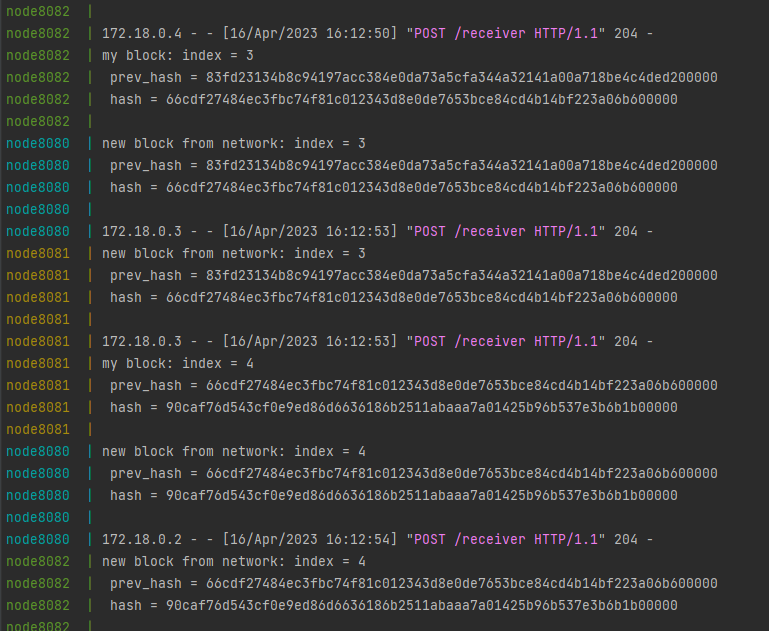 node8082 |
node8082 | 172.18.0.4 - - [16/Apr/2023 16:12:50] "POST /receiver HTTP/1.1" 204 -
node8082 | my block: index = 3
node8082 |  prev_hash = 83fd23134b8c94197acc384e0da73a5cfa344a32141a00a718be4c4ded200000
node8082 |  hash = 66cdf27484ec3fbc74f81c012343d8e0de7653bce84cd4b14bf223a06b600000
node8082 |
node8080 | new block from network: index = 3
node8080 |  prev_hash = 83fd23134b8c94197acc384e0da73a5cfa344a32141a00a718be4c4ded200000
node8080 |  hash = 66cdf27484ec3fbc74f81c012343d8e0de7653bce84cd4b14bf223a06b600000
node8080 |
node8080 | 172.18.0.3 - - [16/Apr/2023 16:12:53] "POST /receiver HTTP/1.1" 204 -
node8081 | new block from network: index = 3
node8081 |  prev_hash = 83fd23134b8c94197acc384e0da73a5cfa344a32141a00a718be4c4ded200000
node8081 |  hash = 66cdf27484ec3fbc74f81c012343d8e0de7653bce84cd4b14bf223a06b600000
node8081 |
node8081 | 172.18.0.3 - - [16/Apr/2023 16:12:53] "POST /receiver HTTP/1.1" 204 -
node8081 | my block: index = 4
node8081 |  prev_hash = 66cdf27484ec3fbc74f81c012343d8e0de7653bce84cd4b14bf223a06b600000
node8081 |  hash = 90caf76d543cf0e9ed86d6636186b2511abaaa7a01425b96b537e3b6b1b00000
node8081 |
node8080 | new block from network: index = 4
node8080 |  prev_hash = 66cdf27484ec3fbc74f81c012343d8e0de7653bce84cd4b14bf223a06b600000
node8080 |  hash = 90caf76d543cf0e9ed86d6636186b2511abaaa7a01425b96b537e3b6b1b00000
node8080 |
node8080 | 172.18.0.2 - - [16/Apr/2023 16:12:54] "POST /receiver HTTP/1.1" 204 -
node8082 | new block from network: index = 4
node8082 |  prev_hash = 66cdf27484ec3fbc74f81c012343d8e0de7653bce84cd4b14bf223a06b600000
node8082 |  hash = 90caf76d543cf0e9ed86d6636186b2511abaaa7a01425b96b537e3b6b1b00000
node8082 |